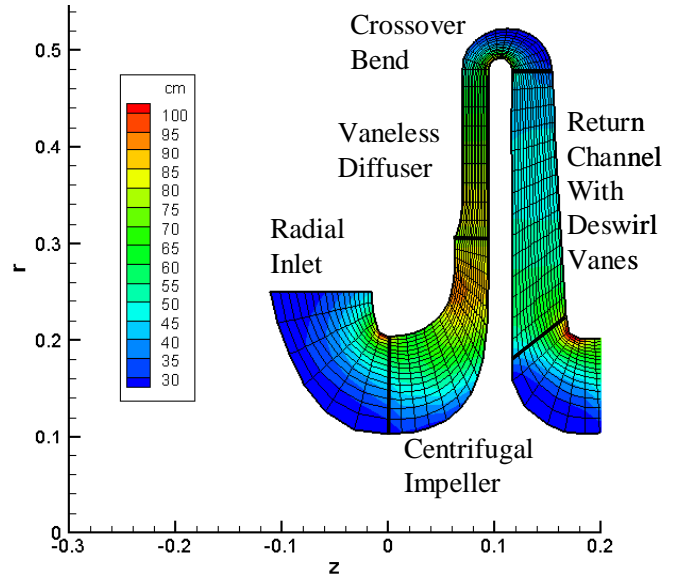 Crossover
Bend
Vaneless
Diffuser
Radial
Inlet
Return
Channel
With
Deswirl
Vanes
Centrifugal
Impeller
cm
100
95
90
85
80
75
70
65
60
55
50
45
40
35
30
r
0.5
0.4
0.3
0.2
0.1
0
-0.3
-0.2
-0.1
0
0.1
0.2
z